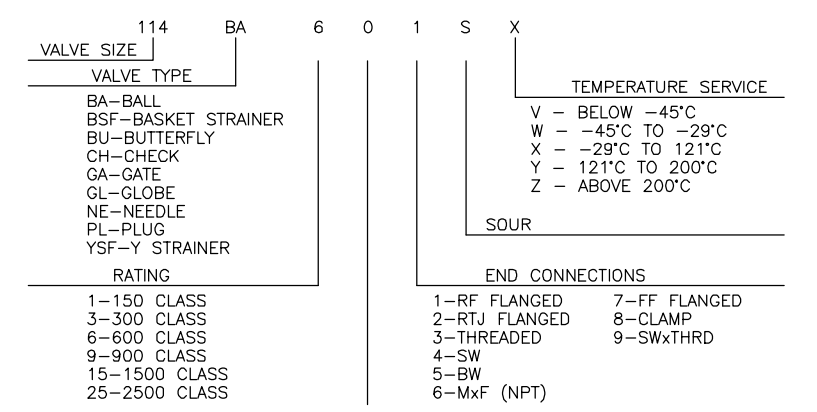 114 BA 6 0 1 S X
VALVE SIZE
VALVE TYPE
BA-BALL
BSF-BASKET STRAINER
BU-BUTTERFLY
CH-CHECK
GA-GATE
GL-GLOBE
NE-NEEDLE
PL-PLUG
YSF-Y STRAINER
TEMPERATURE SERVICE
V - BELOW -45°C
W - -45°C TO -29°C
X - -29°C TO 121°C
Y - 121°C TO 200°C
Z - ABOVE 200°C
SOUR
RATING
1-150 CLASS
3-300 CLASS
6-600 CLASS
9-900 CLASS
15-1500 CLASS
25-2500 CLASS
END CONNECTIONS
1-RF FLANGED
2-RTJ FLANGED
3-THREADED
4-SW
5-BW
6-MxF (NPT)
7-FF FLANGED
8-CLAMP
9-SWxTHRD